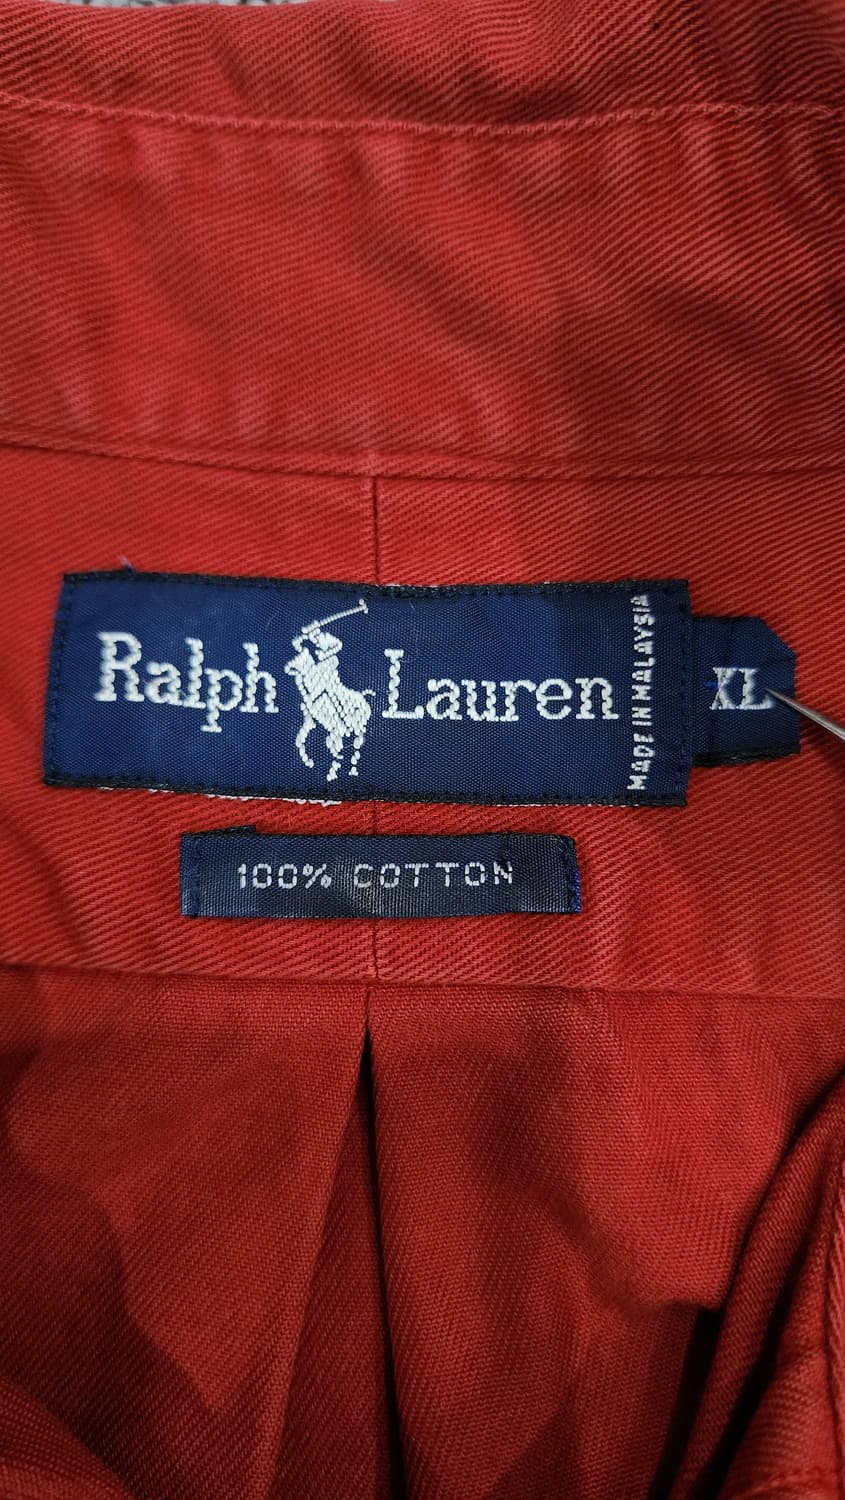 Ralph Lauren
MADE IN MALAYSIA
XL
100% COTTON